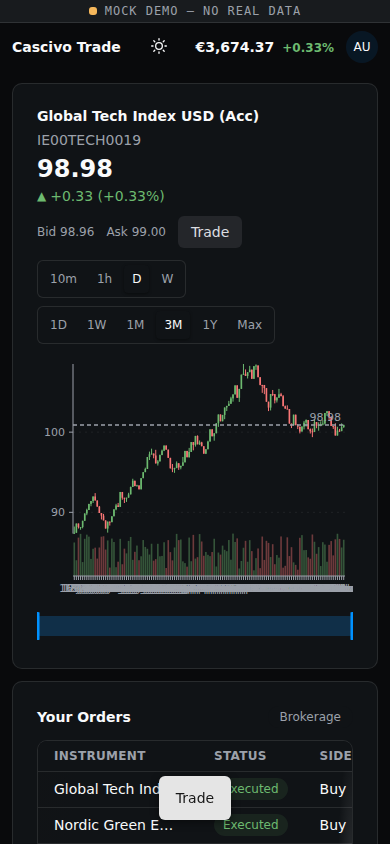 MOCK DEMO — NO REAL DATA
Cascivo Trade €3,674.37 +0.33% AU
Global Tech Index USD (Acc)
IE00TECH0019
98.98
▲ +0.33 (+0.33%)
Bid 98.96 Ask 99.00 Trade
10m 1h D W
1D 1W 1M 3M 1Y Max
98.98
100
90
Your Orders Brokerage
INSTRUMENT STATUS SIDE
Global Tech Executed Buy
Trade
Nordic Green E... Executed Buy